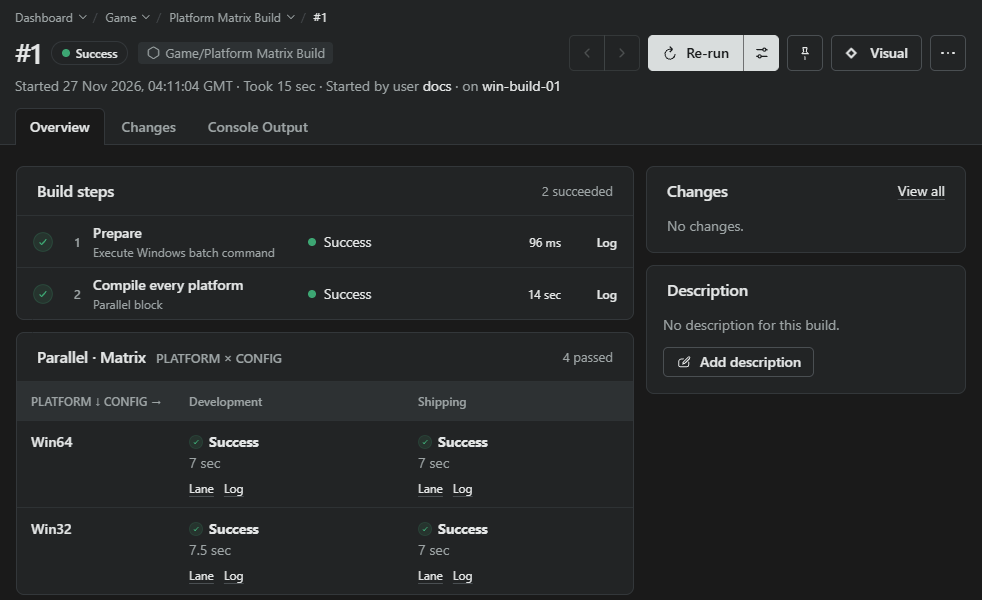 Dashboard / Game / Platform Matrix Build / #1
#1 Success Game/Platform Matrix Build
Re-run Visual
Started 27 Nov 2026, 04:11:04 GMT · Took 15 sec · Started by user docs · on win-build-01
Overview Changes Console Output
Build steps 2 succeeded
1 Prepare Success 96 ms Log
Execute Windows batch command
2 Compile every platform Success 14 sec Log
Parallel block
Parallel · Matrix PLATFORM × CONFIG 4 passed
PLATFORM ↓ CONFIG → Development Shipping
Win64 Success Success
7 sec 7 sec
Lane Log Lane Log
Win32 Success Success
7.5 sec 7 sec
Lane Log Lane Log
Changes View all
No changes.
Description
No description for this build.
Add description